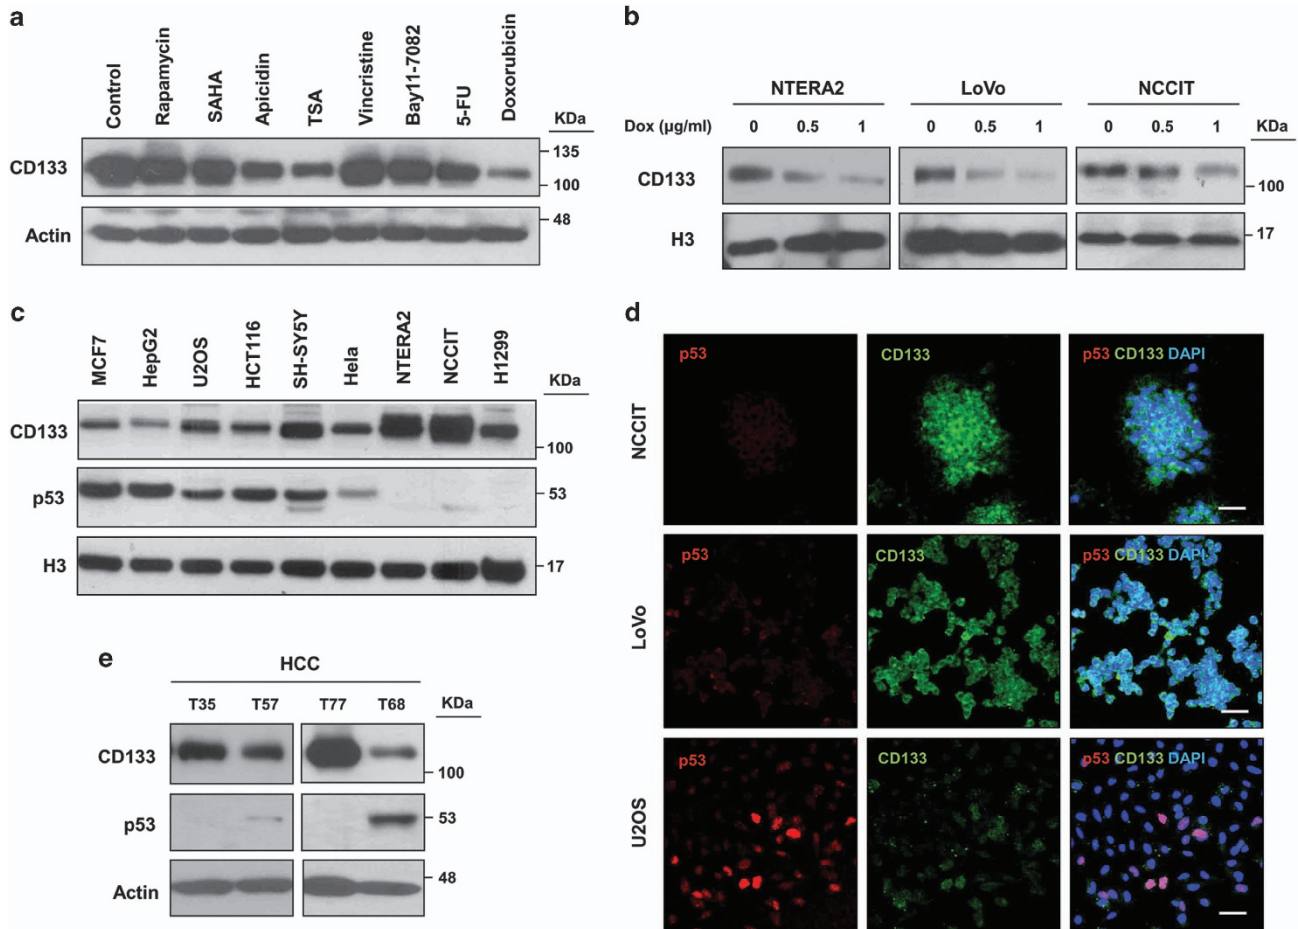 a
Control Rapamycin SAHA Apicidin TSA Vincristine Bay11-7082 5-FU Doxorubicin
KDa
CD133
135
100
Actin
48
b
NTERA2 LoVo NCCIT
Dox (µg/ml) 0 0.5 1 0 0.5 1 0 0.5 1 KDa
CD133
100
H3
17
c
MCF7 HepG2 U2OS HCT116 SH-SY5Y Hela NTERA2 NCCIT H1299
KDa
CD133
100
p53
53
H3
17
d
p53 CD133 p53 CD133 DAPI
NCCIT
p53 CD133 p53 CD133 DAPI
LoVo
p53 CD133 p53 CD133 DAPI
U2OS
e
HCC
T35 T57 T77 T68 KDa
CD133
100
p53
53
Actin
48